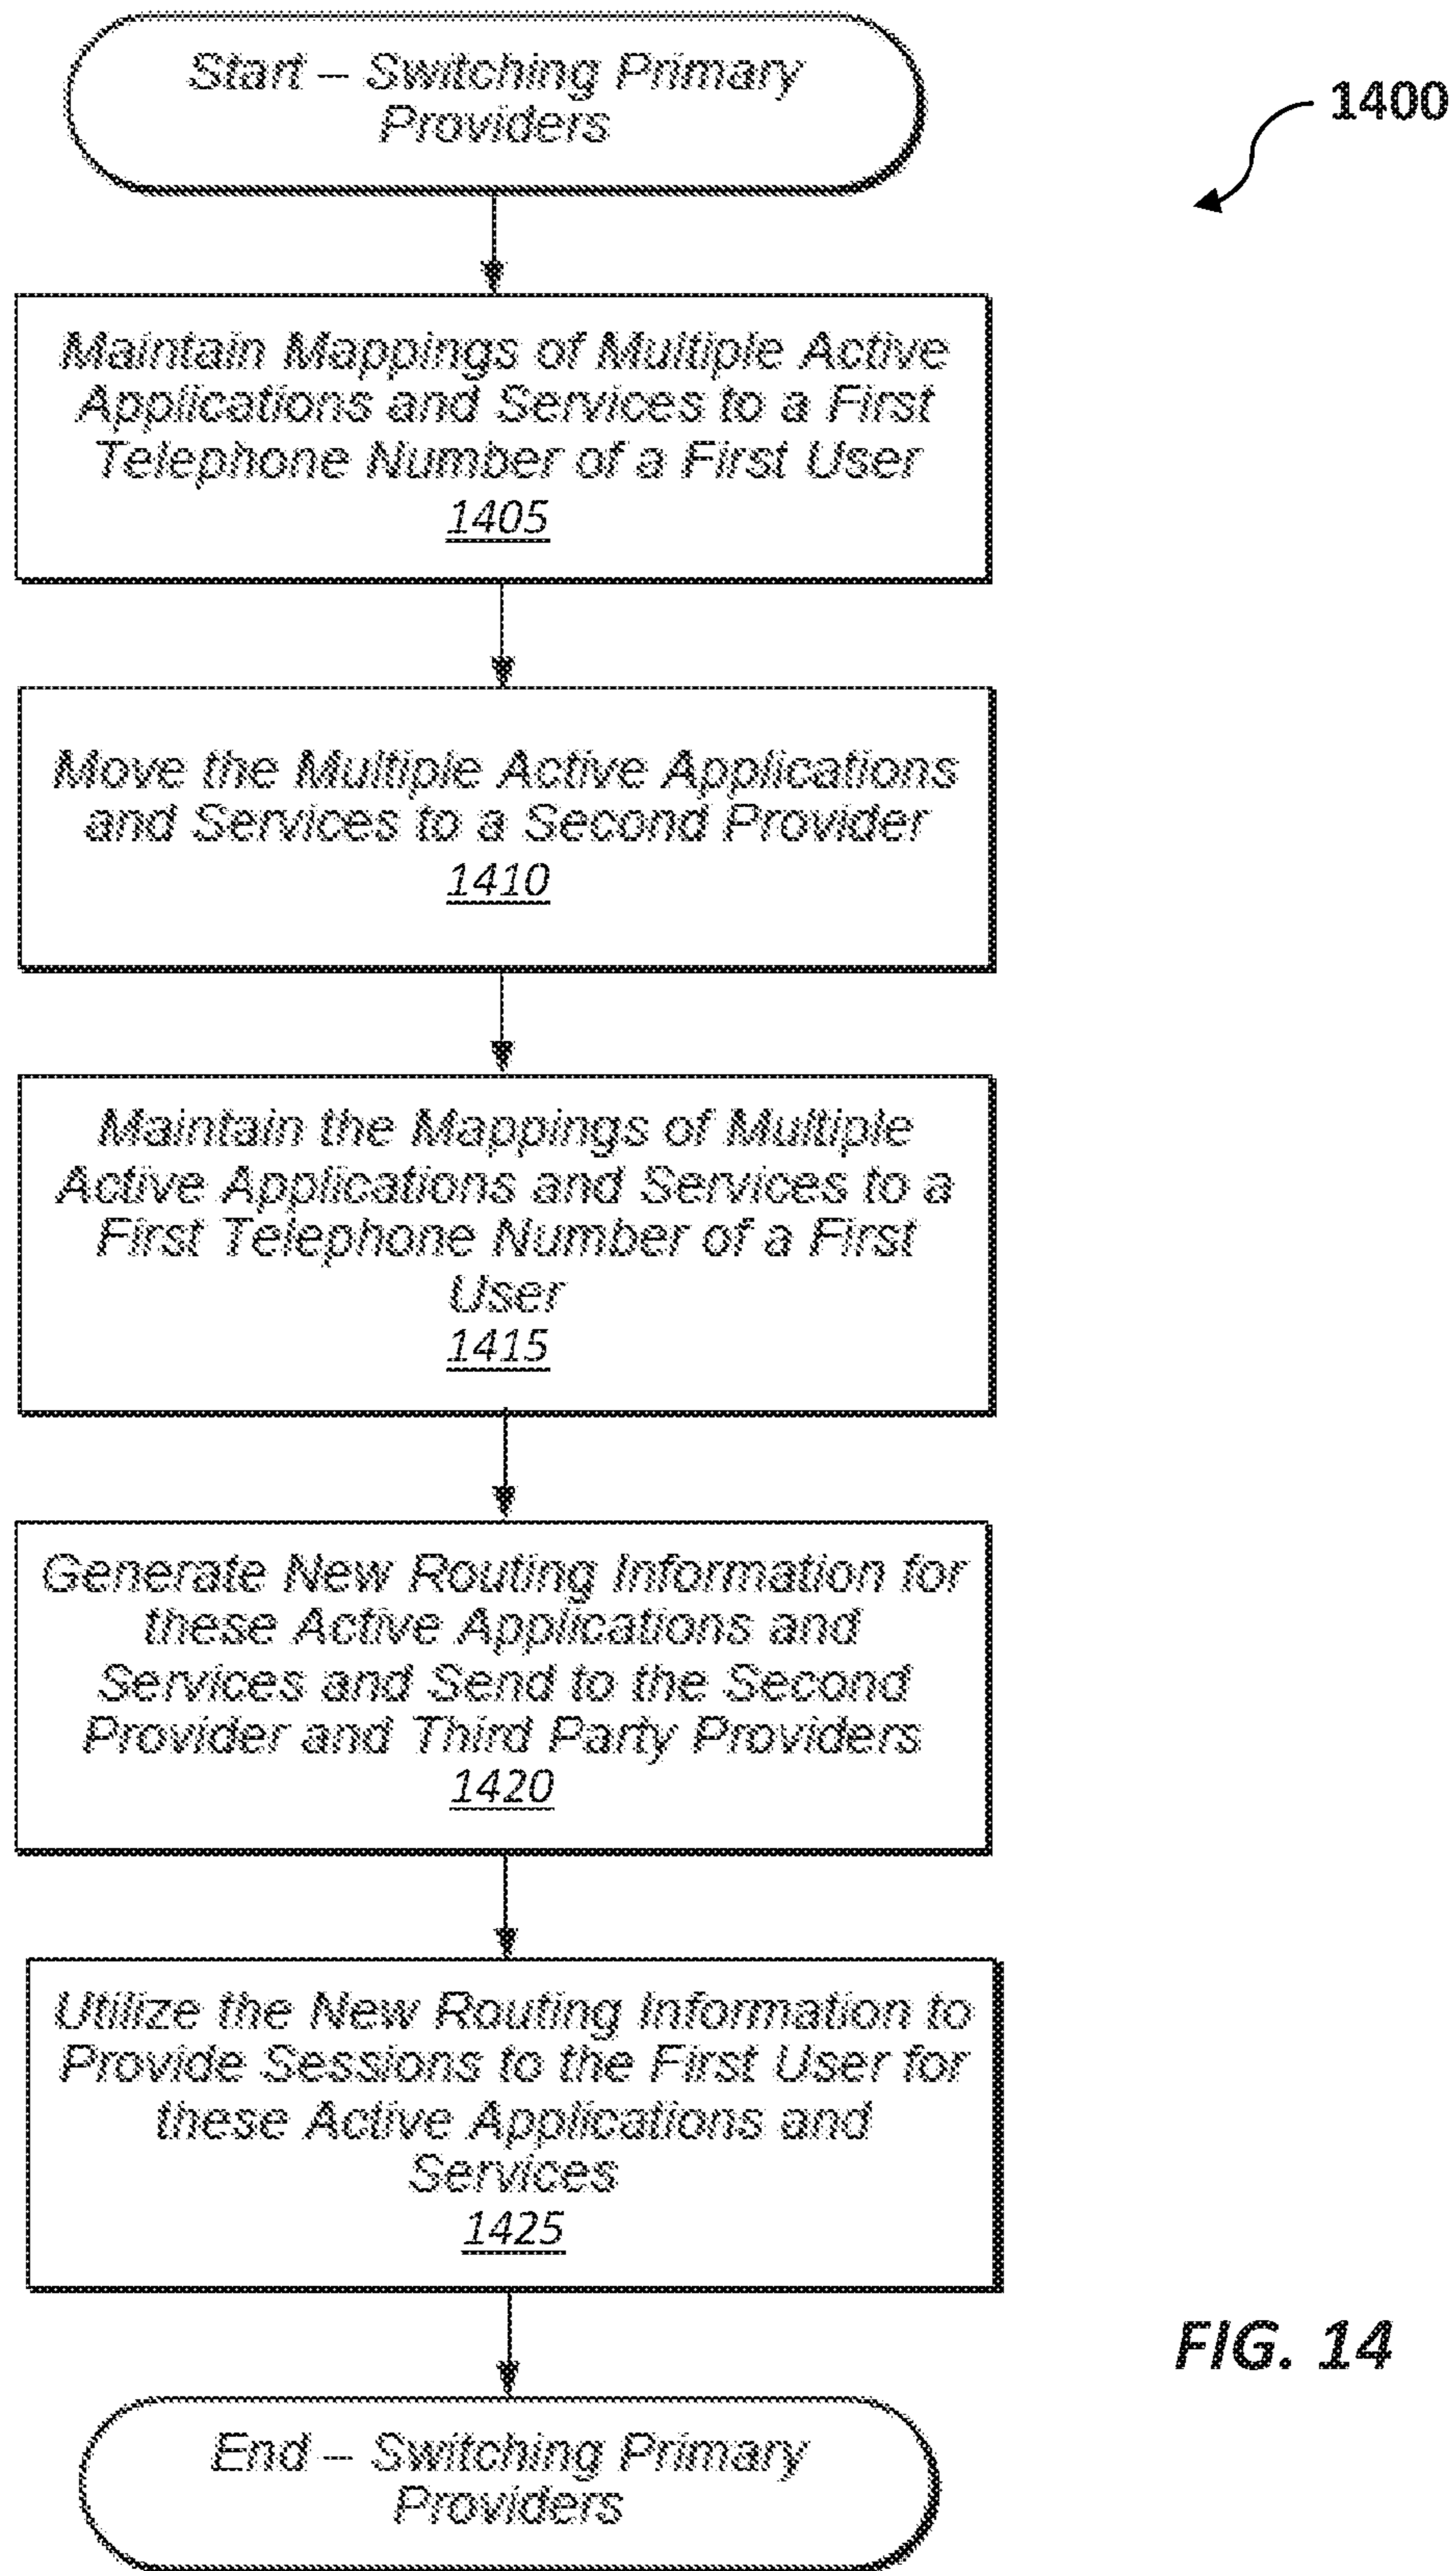 Start – Switching Primary
Providers
1400
Maintain Mappings of Multiple Active
Applications and Services to a First
Telephone Number of a First User
1405
Move the Multiple Active Applications
and Services to a Second Provider
1410
Maintain the Mappings of Multiple
Active Applications and Services to a
First Telephone Number of a First
User
1415
Generate New Routing Information for
these Active Applications and
Services and Send to the Second
Provider and Third Party Providers
1420
Utilize the New Routing Information to
Provide Sessions to the First User for
these Active Applications and
Services
1425
FIG. 14
End – Switching Primary
Providers